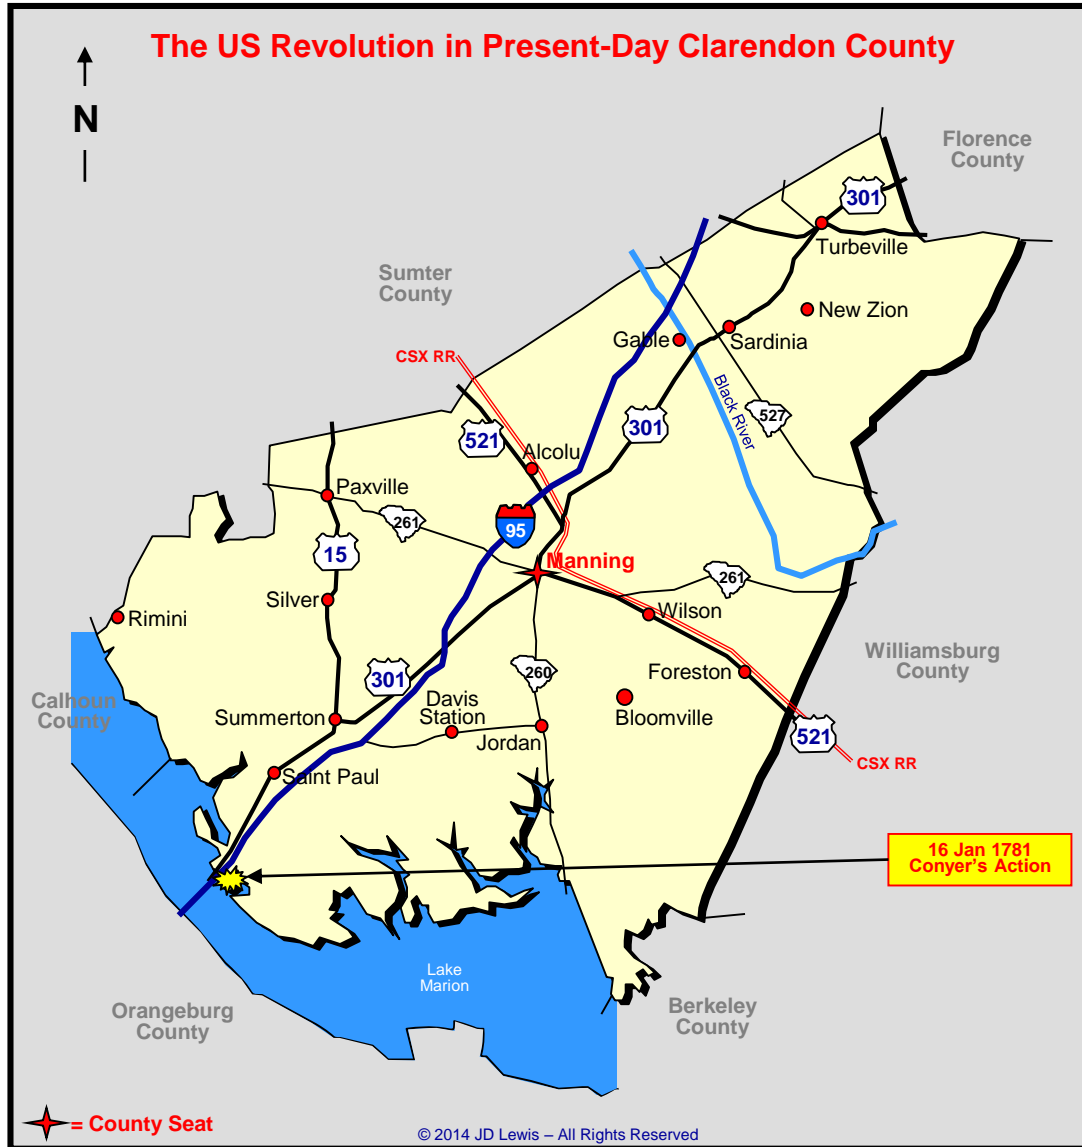 The US Revolution in Present-Day Clarendon County
N
Florence
County
301
Turbeville
Sumter
County
New Zion
Gable
Sardinia
CSX RR
Black River
527
521
301
Alcolu
Paxville
261
95
15
Manning
261
Silver
Wilson
Rimini
Williamsburg
County
260
Foreston
301
Calhoun
County
Davis
Station
Bloomville
Summerton
Jordan
521
CSX RR
Saint Paul
16 Jan 1781
Conyer's Action
Lake
Marion
Orangeburg
County
Berkeley
County
= County Seat
© 2014 JD Lewis – All Rights Reserved